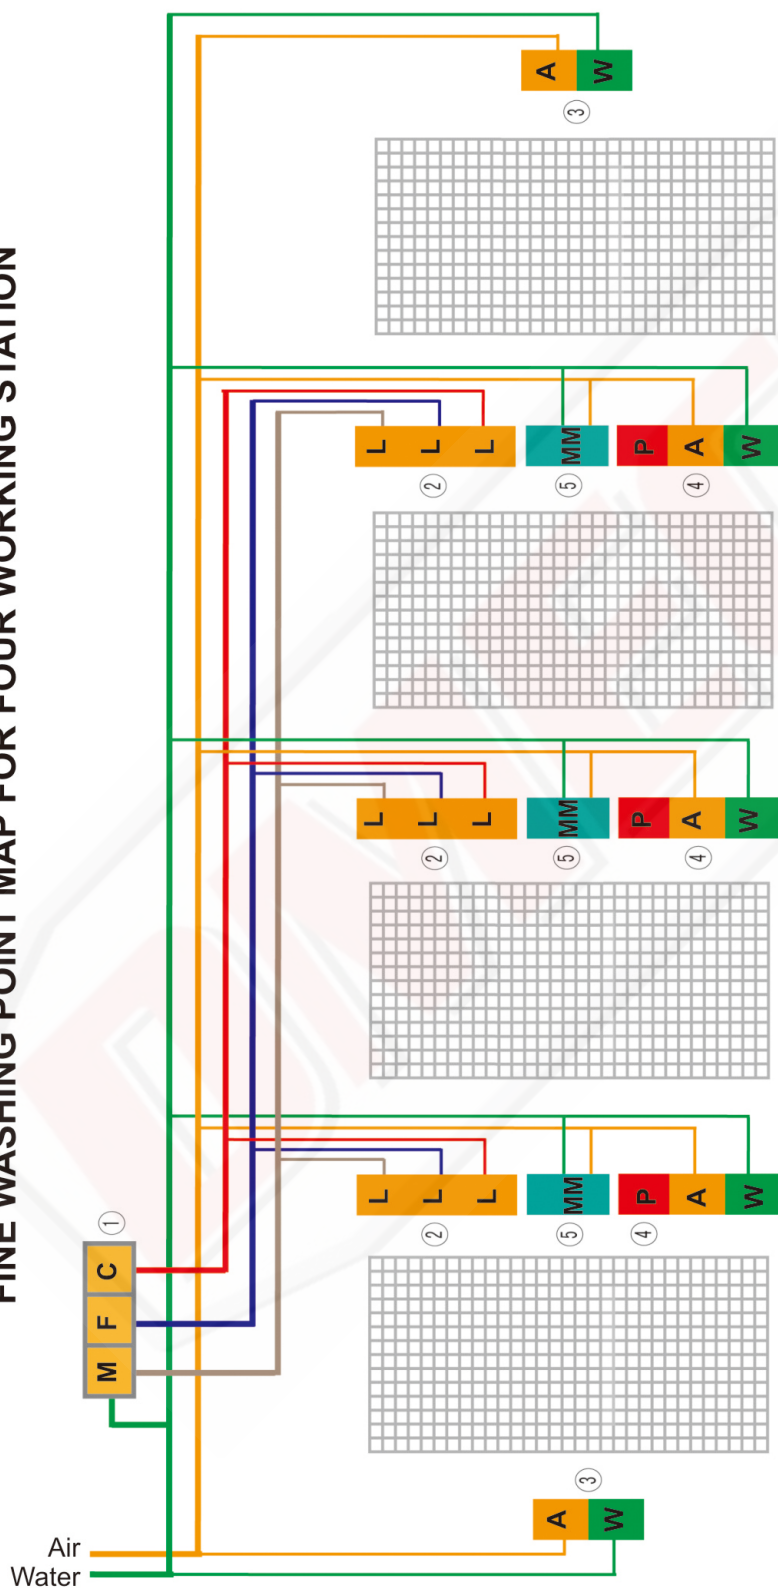 FINE WASHING POINT MAP FOR FOUR WORKING STATION
A W
3
L L L MM P A W
2 5 4
L L L MM P A W
2 5 4
M F C
1
L L L MM P A W
2 5 4
3
A W
Air
Water